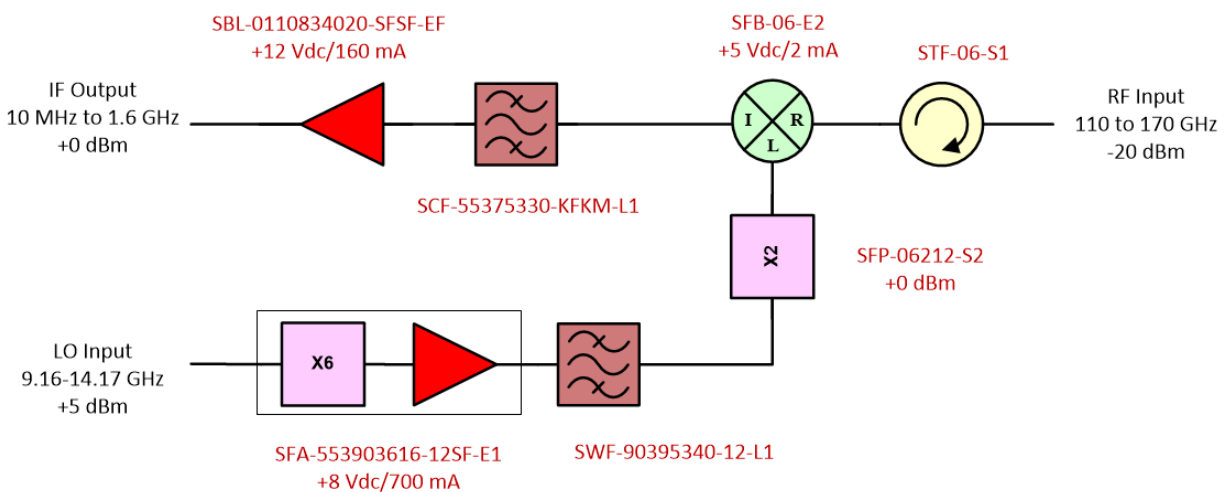 SBL-0110834020-SFSF-EF
+12 Vdc/160 mA
SFB-06-E2
+5 Vdc/2 mA
STF-06-S1
IF Output
10 MHz to 1.6 GHz
+0 dBm
I
R
L
RF Input
110 to 170 GHz
-20 dBm
SCF-55375330-KFKM-L1
X2
SFP-06212-S2
+0 dBm
LO Input
9.16-14.17 GHz
+5 dBm
X6
SFA-553903616-12SF-E1
+8 Vdc/700 mA
SWF-90395340-12-L1